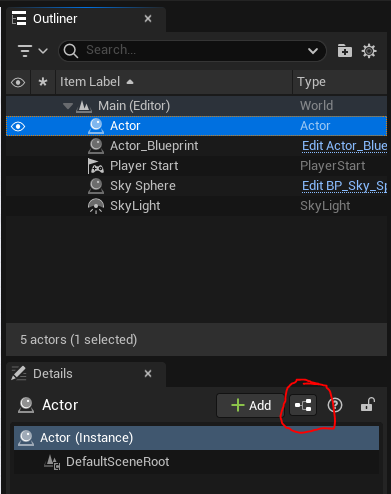 Outliner
Search...
Item Label Type
Main (Editor) World
Actor Actor
Actor_Blueprint Edit Actor_Blue
Player Start PlayerStart
Sky Sphere Edit BP_Sky_Sp
SkyLight SkyLight
5 actors (1 selected)
Details
Actor + Add
Actor (Instance)
DefaultSceneRoot